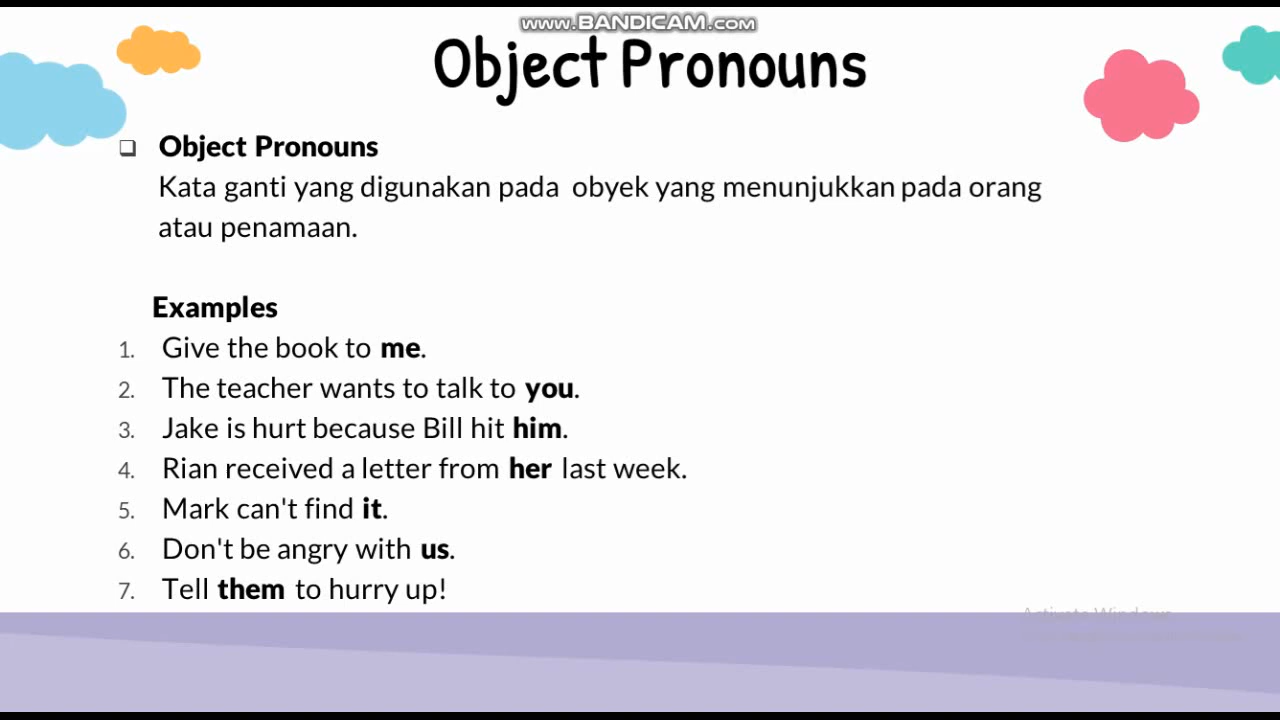 www.BANDICAM.com
Object Pronouns
❑ Object Pronouns
Kata ganti yang digunakan pada obyek yang menunjukkan pada orang
atau penamaan.
Examples
1. Give the book to me.
2. The teacher wants to talk to you.
3. Jake is hurt because Bill hit him.
4. Rian received a letter from her last week.
5. Mark can't find it.
6. Don't be angry with us.
7. Tell them to hurry up!
Activate Windows